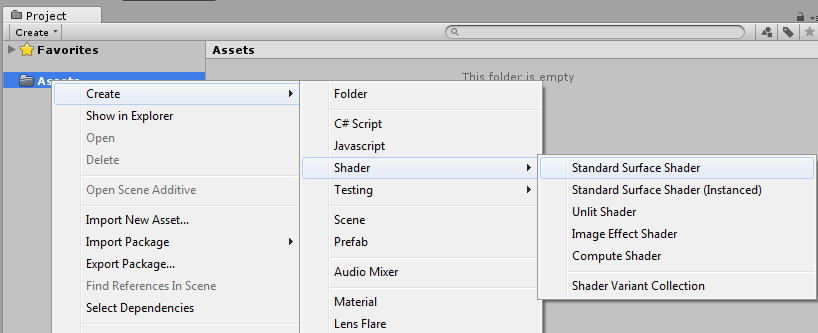 Project
Create
Favorites
Assets
Assets
This folder is empty
Create
Show in Explorer
Open
Delete
Open Scene Additive
Import New Asset...
Import Package
Export Package...
Find References In Scene
Select Dependencies
Folder
C# Script
Javascript
Shader
Testing
Scene
Prefab
Audio Mixer
Material
Lens Flare
Standard Surface Shader
Standard Surface Shader (Instanced)
Unlit Shader
Image Effect Shader
Compute Shader
Shader Variant Collection